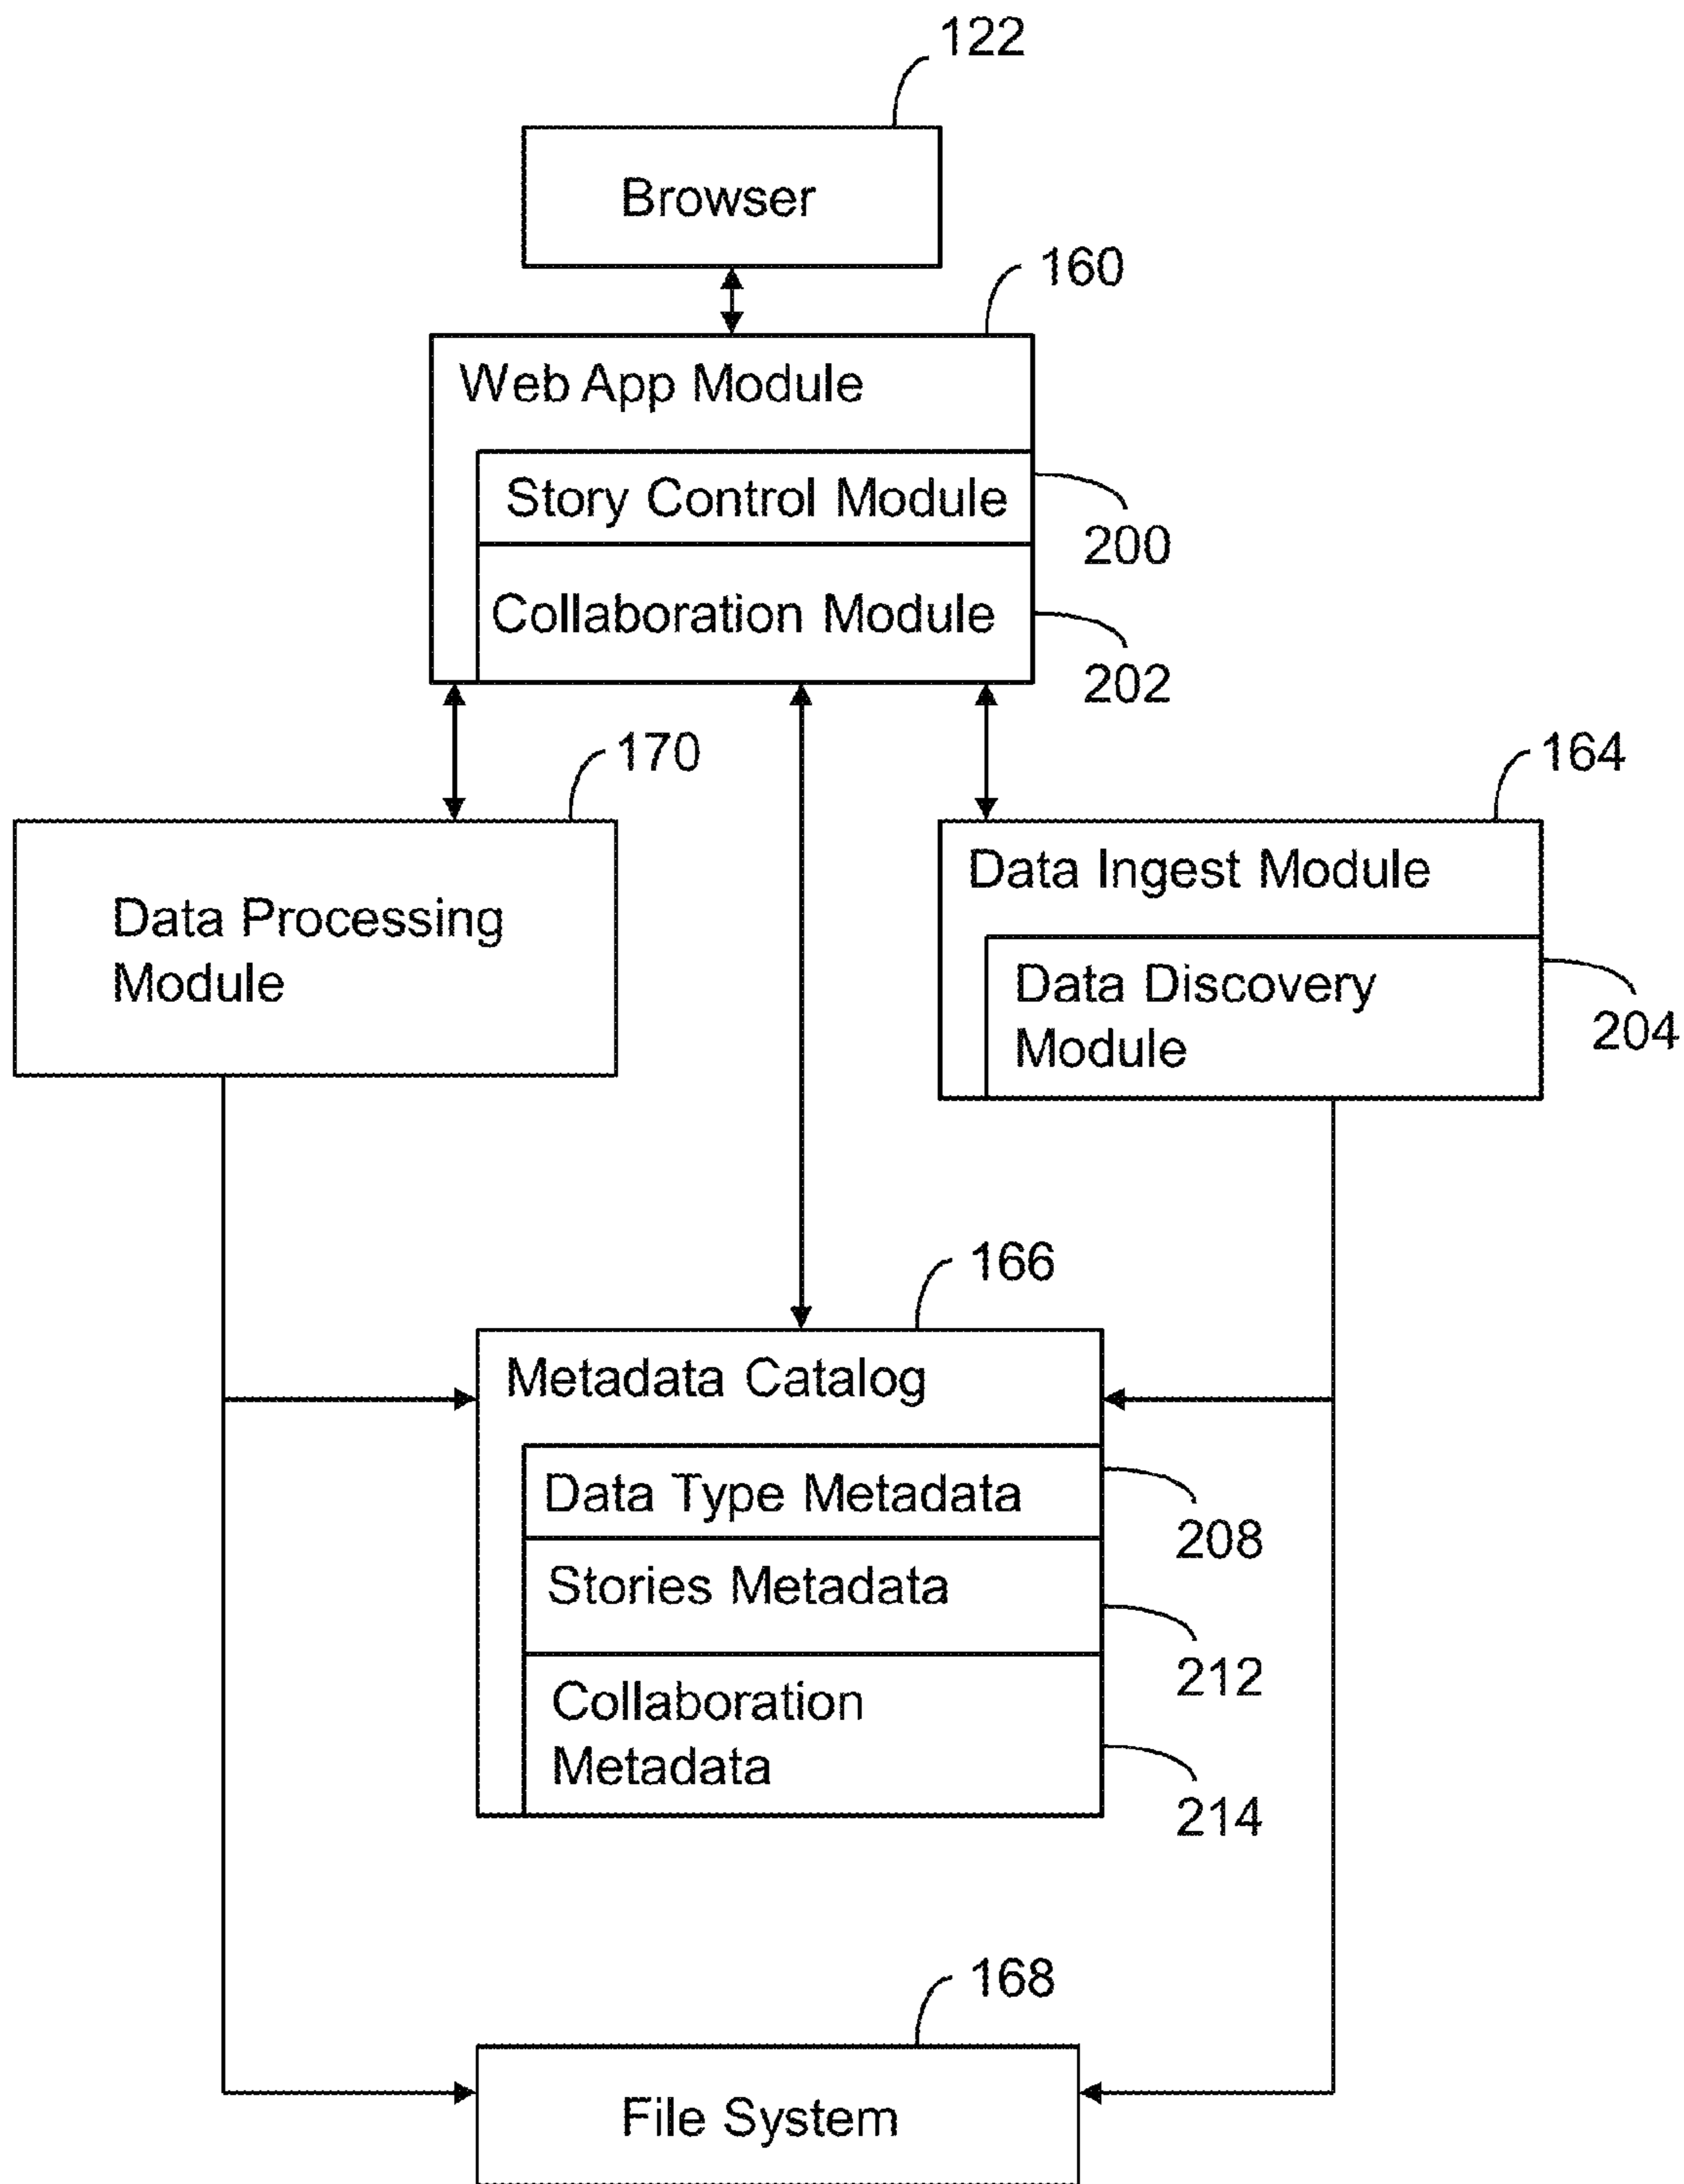 122
Browser
160
Web App Module
Story Control Module
200
Collaboration Module
202
170
164
Data Processing
Module
Data Ingest Module
Data Discovery
Module
204
166
Metadata Catalog
Data Type Metadata
208
Stories Metadata
212
Collaboration
Metadata
214
168
File System